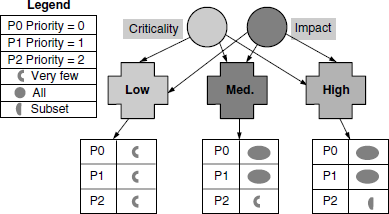 Legend
P0 Priority = 0
P1 Priority = 1
P2 Priority = 2
Very few
All
Subset
Criticality
Impact
Low
Med.
High
P0
P1
P2
P0
P1
P2
P0
P1
P2